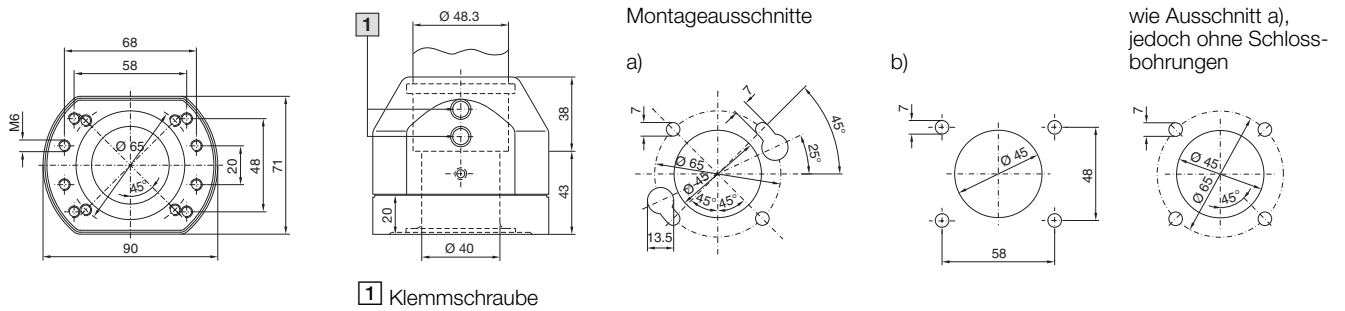 68
58
M6
Ø 65
45°
20
48
71
90
1
Ø 48.3
38
43
20
Ø 40
1 Klemmschraube
Montageausschnitte
a)
7
7
45°
25°
Ø 65
Ø 45
45°
45°
13.5
b)
7
Ø 45
48
58
wie Ausschnitt a),
jedoch ohne Schloss-
bohrungen
7
Ø 45
Ø 65
45°